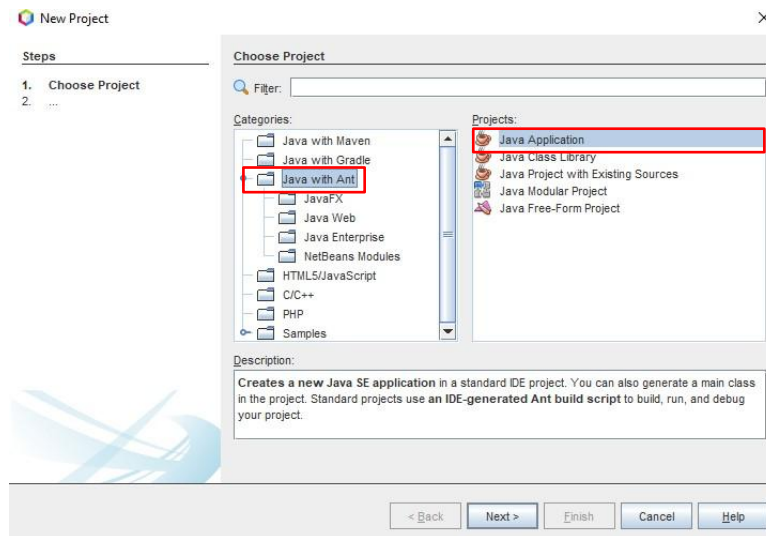 New Project
Steps
1. Choose Project
2. ...
Choose Project
Filter:
Categories:
Java with Maven
Java with Gradle
Java with Ant
JavaFX
Java Web
Java Enterprise
NetBeans Modules
HTML5/JavaScript
C/C++
PHP
Samples
Projects:
Java Application
Java Class Library
Java Project with Existing Sources
Java Modular Project
Java Free-Form Project
Description:
Creates a new Java SE application in a standard IDE project. You can also generate a main class
in the project. Standard projects use an IDE-generated Ant build script to build, run, and debug
your project.
< Back
Next >
Finish
Cancel
Help